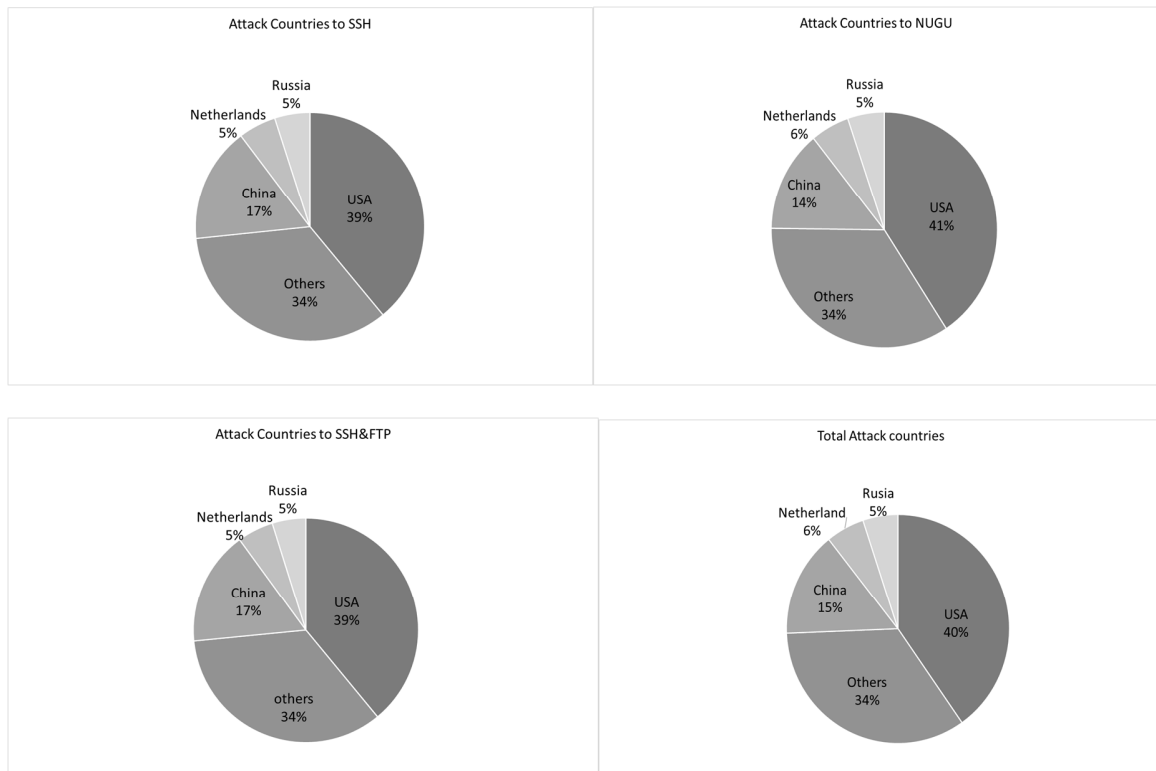 Attack Countries to SSH
Russia
5%
Netherlands
5%
China
17%
USA
39%
Others
34%
Attack Countries to NUGU
Russia
5%
Netherlands
6%
China
14%
USA
41%
Others
34%
Attack Countries to SSH&FTP
Russia
5%
Netherlands
5%
China
17%
USA
39%
others
34%
Total Attack countries
Rusia
5%
Netherland
6%
China
15%
USA
40%
Others
34%